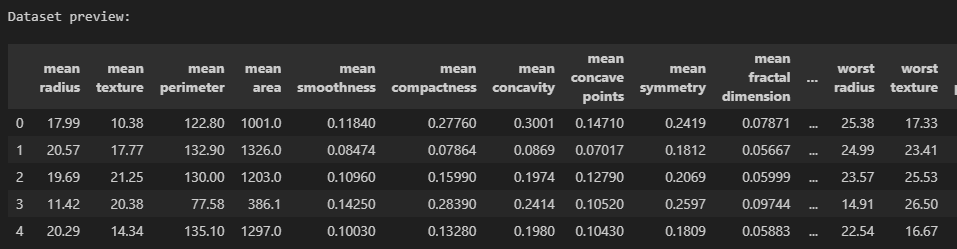 Dataset preview:
mean radius mean texture mean perimeter mean area mean smoothness mean compactness mean concavity mean concave points mean symmetry mean fractal dimension ... worst radius worst texture
0 17.99 10.38 122.80 1001.0 0.11840 0.27760 0.3001 0.14710 0.2419 0.07871 ... 25.38 17.33
1 20.57 17.77 132.90 1326.0 0.08474 0.07864 0.0869 0.07017 0.1812 0.05667 ... 24.99 23.41
2 19.69 21.25 130.00 1203.0 0.10960 0.15990 0.1974 0.12790 0.2069 0.05999 ... 23.57 25.53
3 11.42 20.38 77.58 386.1 0.14250 0.28390 0.2414 0.10520 0.2597 0.09744 ... 14.91 26.50
4 20.29 14.34 135.10 1297.0 0.10030 0.13280 0.1980 0.10430 0.1809 0.05883 ... 22.54 16.67